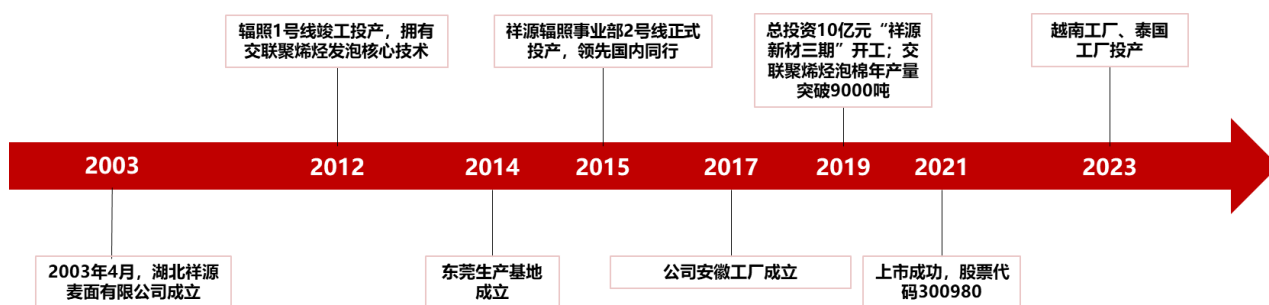 辐照1号线竣工投产，拥有
交联聚烯烃发泡核心技术
祥源辐照事业部2号线正式
投产，领先国内同行
总投资10亿元“祥源
新材三期”开工；交
联聚烯烃泡棉年产量
突破9000吨
越南工厂、泰国
工厂投产
2003
2012
2014
2015
2017
2019
2021
2023
2003年4月，湖北祥源
麦面有限公司成立
东莞生产基地
成立
公司安徽工厂成立
上市成功，股票代
码300980